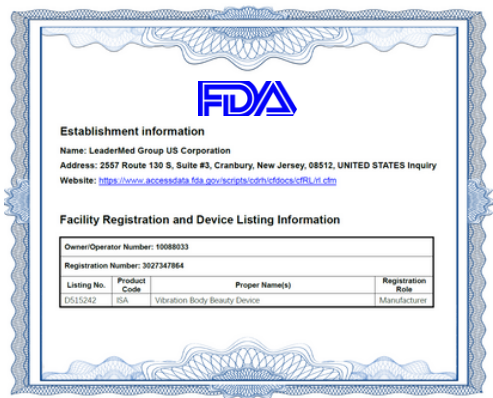 FDA
Establishment information
Name: LeaderMed Group US Corporation
Address: 2557 Route 130 S, Suite #3, Cranbury, New Jersey, 08512, UNITED STATES Inquiry
Website: https://www.accessdata.fda.gov/scripts/cdrh/cfdocs/cfRL/rl.cfm
Facility Registration and Device Listing Information
Owner/Operator Number: 10088033
Registration Number: 3027347864
Listing No. Product Code Proper Name(s) Registration Role
D515242 ISA Vibration Body Beauty Device Manufacturer